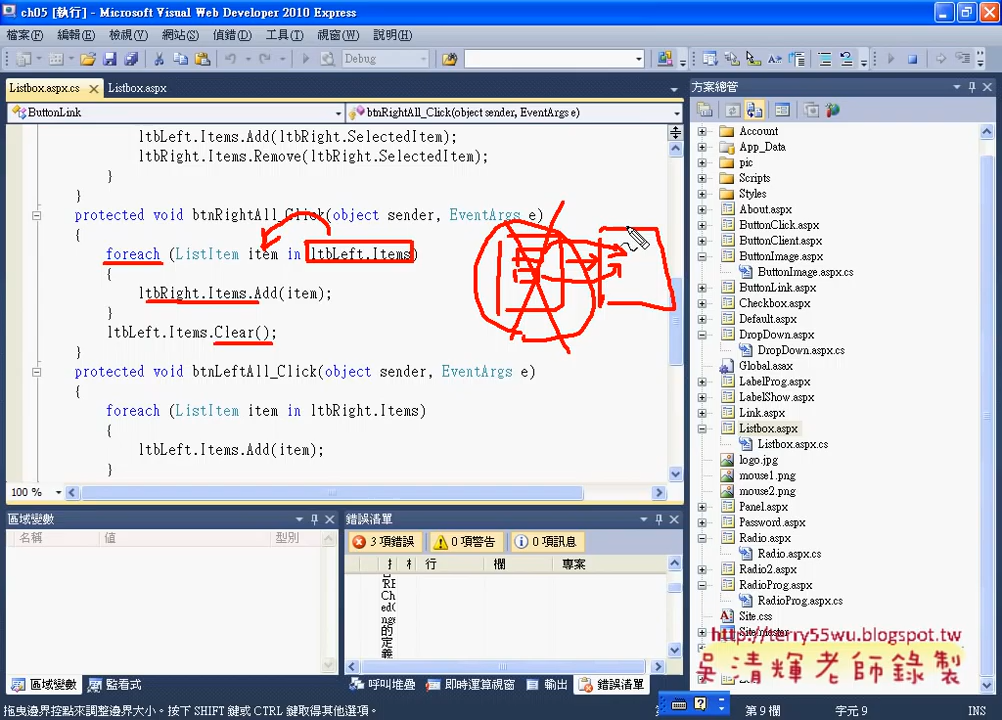 ch05 [執行] - Microsoft Visual Web Developer 2010 Express
檔案(F) 編輯(E) 檢視(V) 網站(S) 偵錯(D) 工具(I) 視窗(W) 說明(H)
Debug
Listbox.aspx.cs Listbox.aspx
ButtonLink btnRightAll_Click(object sender, EventArgs e)
ltbLeft.Items.Add(ltbRight.SelectedItem);
ltbRight.Items.Remove(ltbRight.SelectedItem);
}
}
protected void btnRightAll_Click(object sender, EventArgs e)
{
foreach (ListItem item in ltbLeft.Items)
{
ltbRight.Items.Add(item);
}
ltbLeft.Items.Clear();
}
protected void btnLeftAll_Click(object sender, EventArgs e)
{
foreach (ListItem item in ltbRight.Items)
{
ltbLeft.Items.Add(item);
}
100 %
區域變數
名稱 值 型別
區域變數 監看式
錯誤清單
3 項錯誤 0 項警告 0 項訊息
行 欄 專案
Ch
ed(
的
定
義
呼叫堆疊 即時運算視窗 輸出 錯誤清單
方案總管
Account
App_Data
pic
Scripts
Styles
About.aspx
ButtonClick.aspx
ButtonClient.aspx
ButtonImage.aspx
ButtonImage.aspx.cs
ButtonLink.aspx
Checkbox.aspx
Default.aspx
DropDown.aspx
DropDown.aspx.cs
Global.asax
LabelProg.aspx
LabelShow.aspx
Link.aspx
Listbox.aspx
Listbox.aspx.cs
logo.jpg
mouse1.png
mouse2.png
Panel.aspx
Password.aspx
Radio.aspx
Radio.aspx.cs
Radio2.aspx
RadioProg.aspx
RadioProg.aspx.cs
Site.css
Site.master
http://terry55wu.blogspot.tw
吳清輝老師錄製
拖曳邊界控點來調整邊界大小。按下 SHIFT 鍵或 CTRL 鍵取得其他選項。 第 9 欄 字元 9 INS